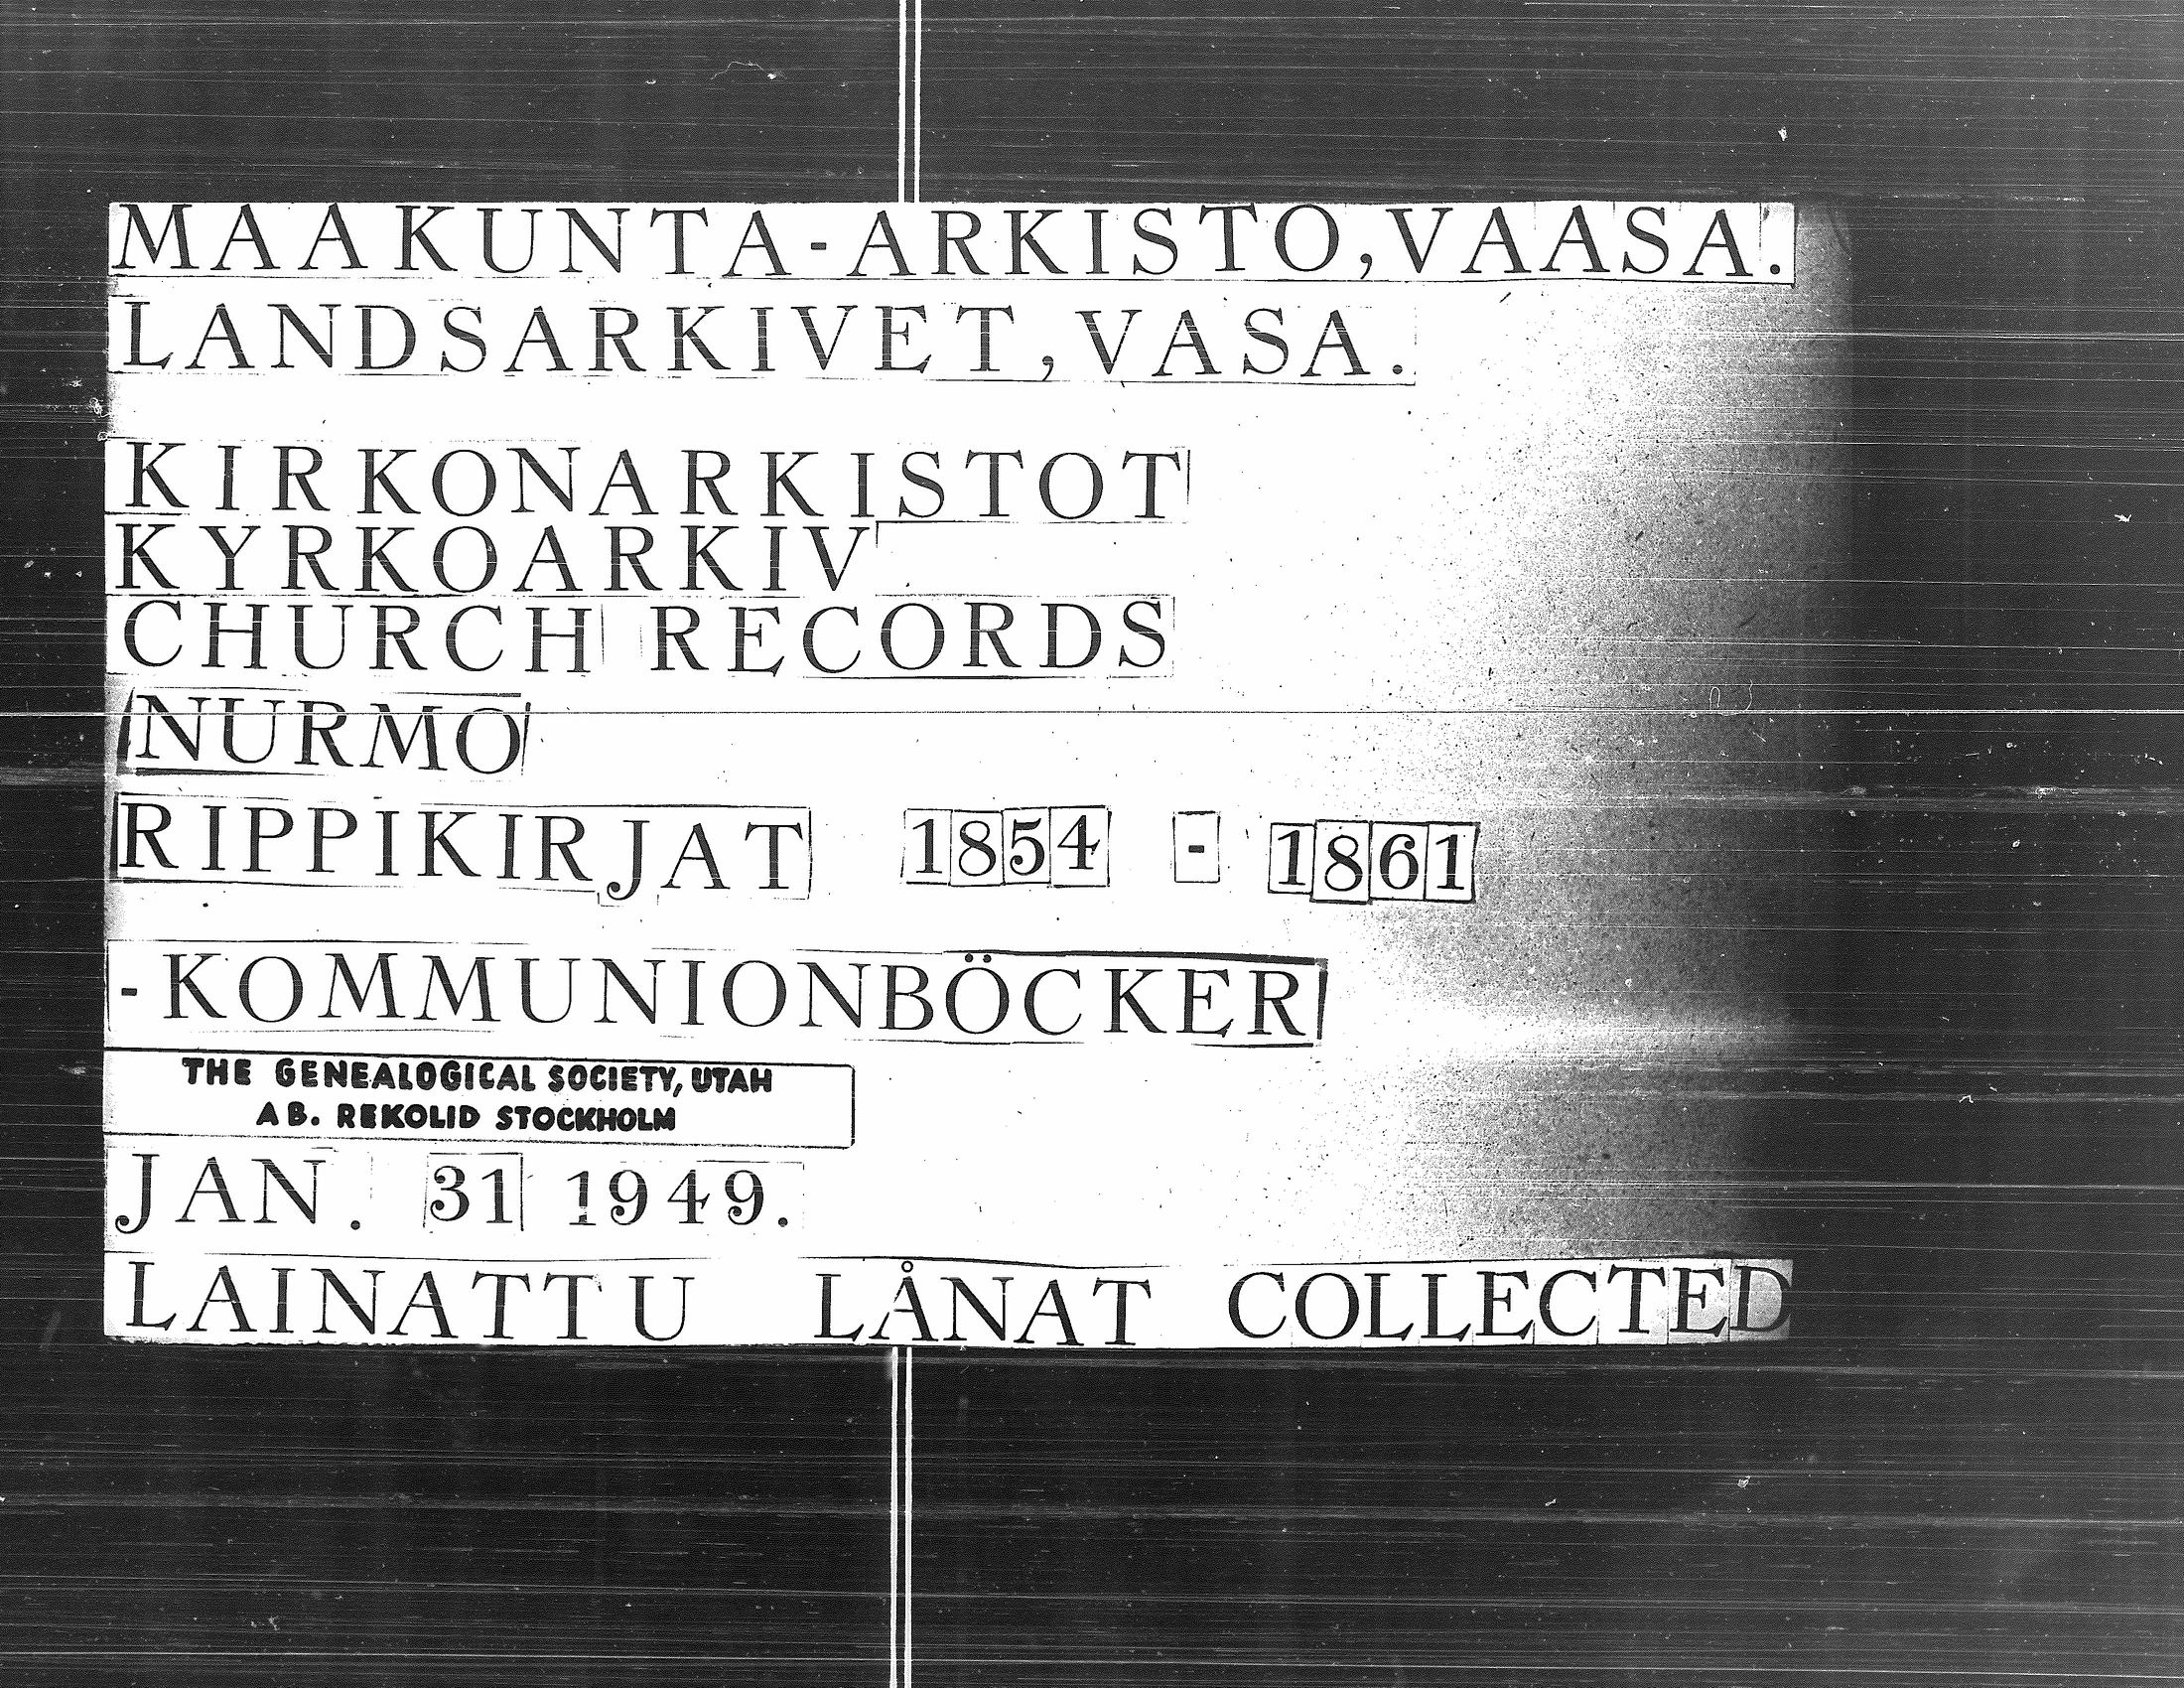 MAAKUNTA-ARKISTO,VAASA.
LANDSARKIVET,VASA.
KIRKONARKISTOT
KYRKOARKIV
CHURCH RECORDS
NURMO
RIPPIKIRJAT 1854 - 1861
-KOMMUNIONBÖCKER
THE GENEALOGICAL SOCIETY, UTAH
AB. REKOLID STOCKHOLM
JAN. 31 1949.
LAINATTU LÅNAT COLLECTED